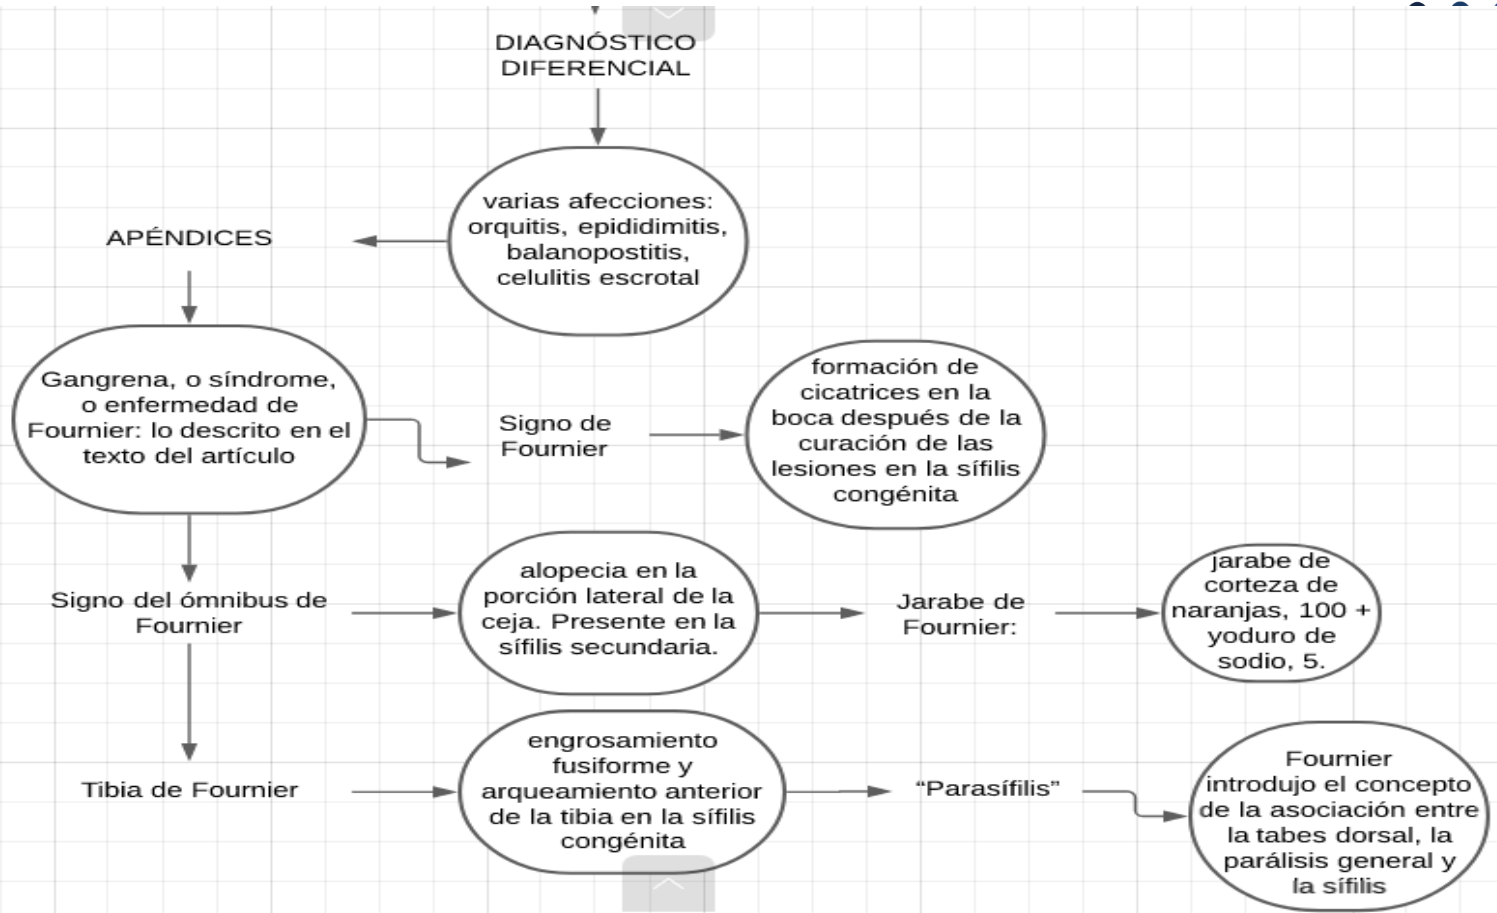 DIAGNÓSTICO
DIFERENCIAL
varias afecciones:
orquitis, epididimitis,
balanopostitis,
celulitis escrotal
APÉNDICES
Gangrena, o síndrome,
o enfermedad de
Fournier: lo descrito en el
texto del artículo
Signo de
Fournier
formación de
cicatrices en la
boca después de la
curación de las
lesiones en la sífilis
congénita
Signo del ómnibus de
Fournier
alopecia en la
porción lateral de la
ceja. Presente en la
sífilis secundaria.
Jarabe de
Fournier:
jarabe de
corteza de
naranjas, 100 +
yoduro de
sodio, 5.
Tibia de Fournier
engrosamiento
fusiforme y
arqueamiento anterior
de la tibia en la sífilis
congénita
“Parasífilis”
Fournier
introdujo el concepto
de la asociación entre
la tabes dorsal, la
parálisis general y
la sífilis